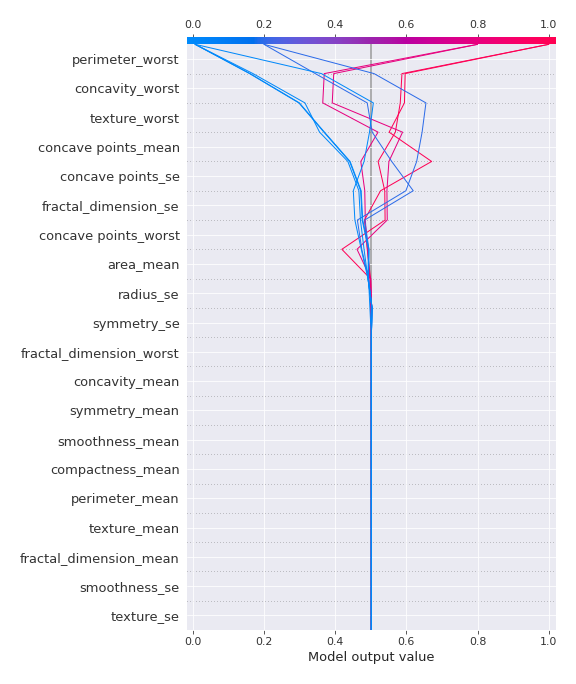 0.0 0.2 0.4 0.6 0.8 1.0
perimeter_worst
concavity_worst
texture_worst
concave points_mean
concave points_se
fractal_dimension_se
concave points_worst
area_mean
radius_se
symmetry_se
fractal_dimension_worst
concavity_mean
symmetry_mean
smoothness_mean
compactness_mean
perimeter_mean
texture_mean
fractal_dimension_mean
smoothness_se
texture_se
0.0 0.2 0.4 0.6 0.8 1.0
Model output value